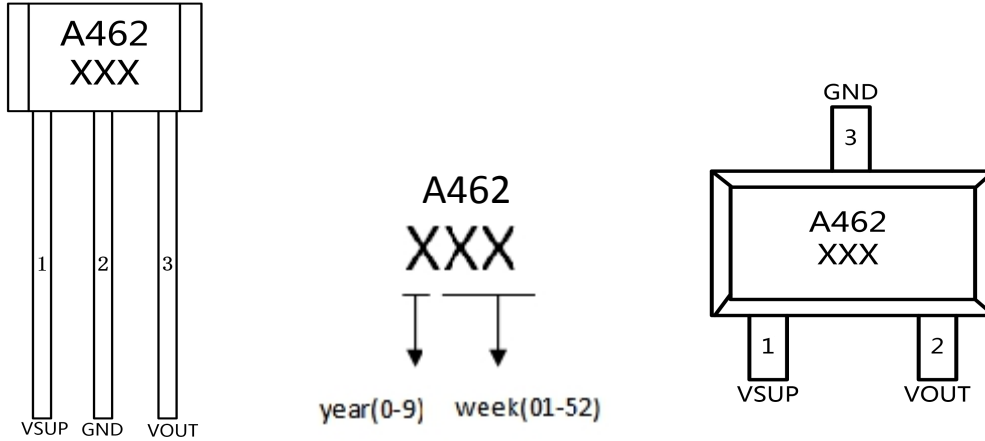 A462
XXX
1
2
3
VSUP GND VOUT
A462
XXX
year(0-9) week(01-52)
GND
3
A462
XXX
1
2
VSUP
VOUT